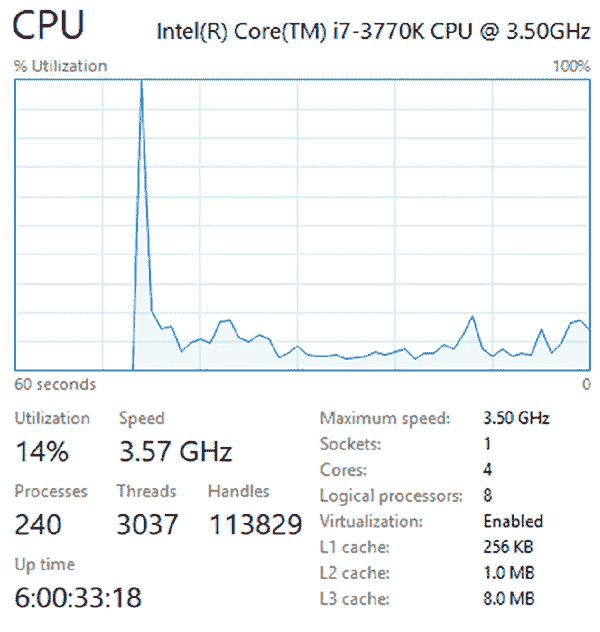 CPU Intel(R) Core(TM) i7-3770K CPU @ 3.50GHz
% Utilization 100%
60 seconds 0
Utilization Speed
14% 3.57 GHz
Processes Threads Handles
240 3037 113829
Up time
6:00:33:18
Maximum speed: 3.50 GHz
Sockets: 1
Cores: 4
Logical processors: 8
Virtualization: Enabled
L1 cache: 256 KB
L2 cache: 1.0 MB
L3 cache: 8.0 MB